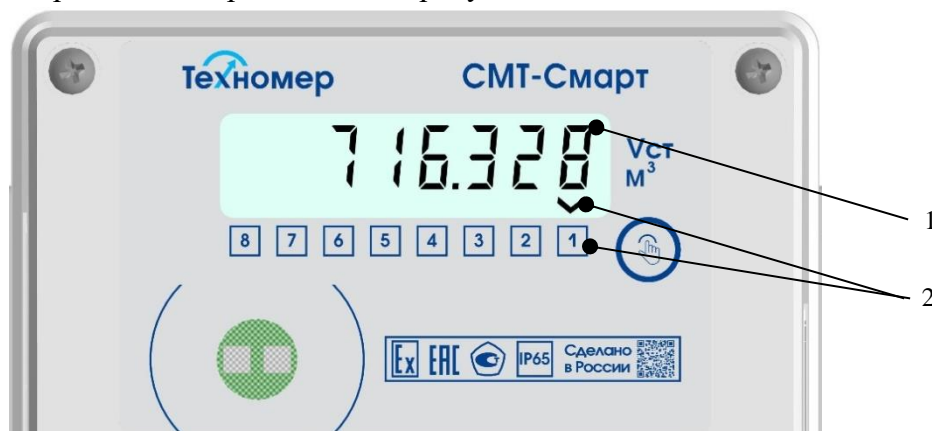 Техномер СМТ-Смарт
716.328
Vст
м³
1
8 7 6 5 4 3 2 1
2
Ex EAC IP65 Сделано
в России